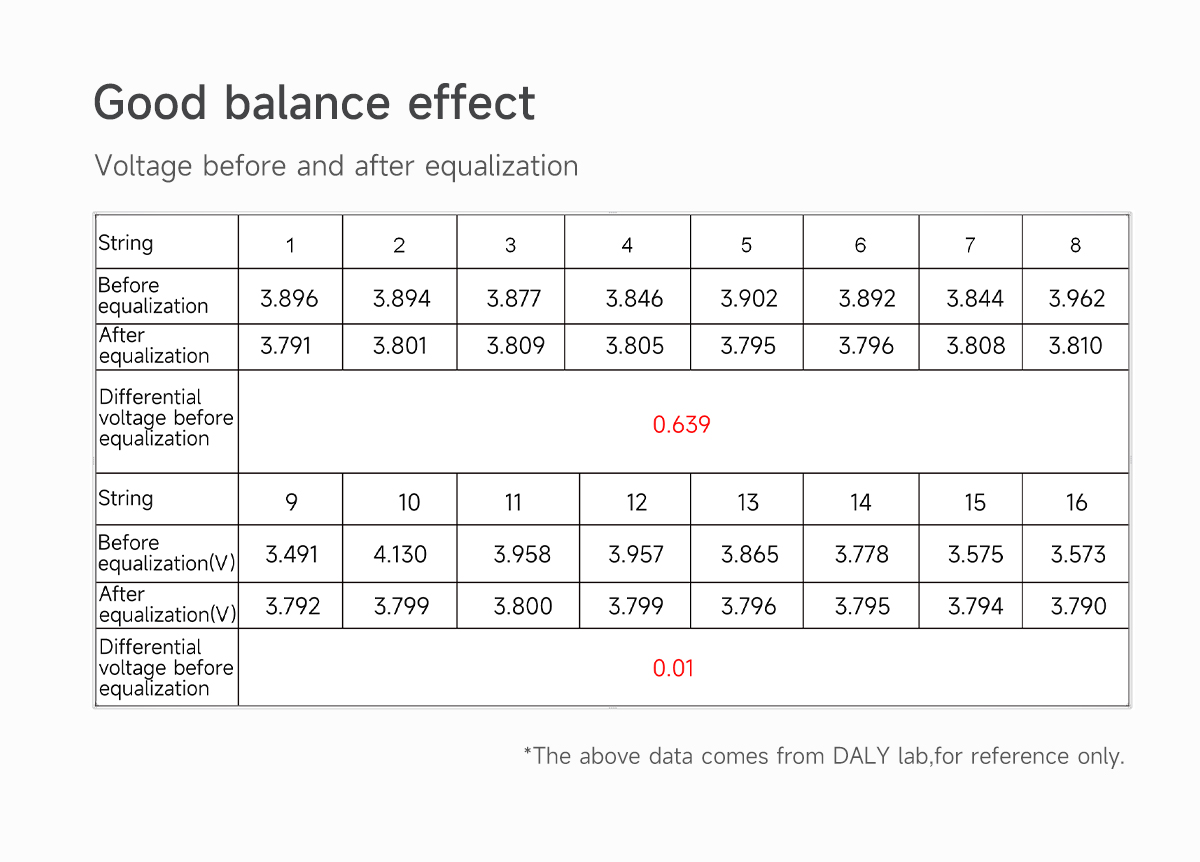 Good balance effect
Voltage before and after equalization
String 1 2 3 4 5 6 7 8
Before
equalization 3.896 3.894 3.877 3.846 3.902 3.892 3.844 3.962
After
equalization 3.791 3.801 3.809 3.805 3.795 3.796 3.808 3.810
Differential
voltage before
equalization 0.639
String 9 10 11 12 13 14 15 16
Before
equalization(V) 3.491 4.130 3.958 3.957 3.865 3.778 3.575 3.573
After
equalization(V) 3.792 3.799 3.800 3.799 3.796 3.795 3.794 3.790
Differential
voltage before
equalization 0.01
*The above data comes from DALY lab,for reference only.